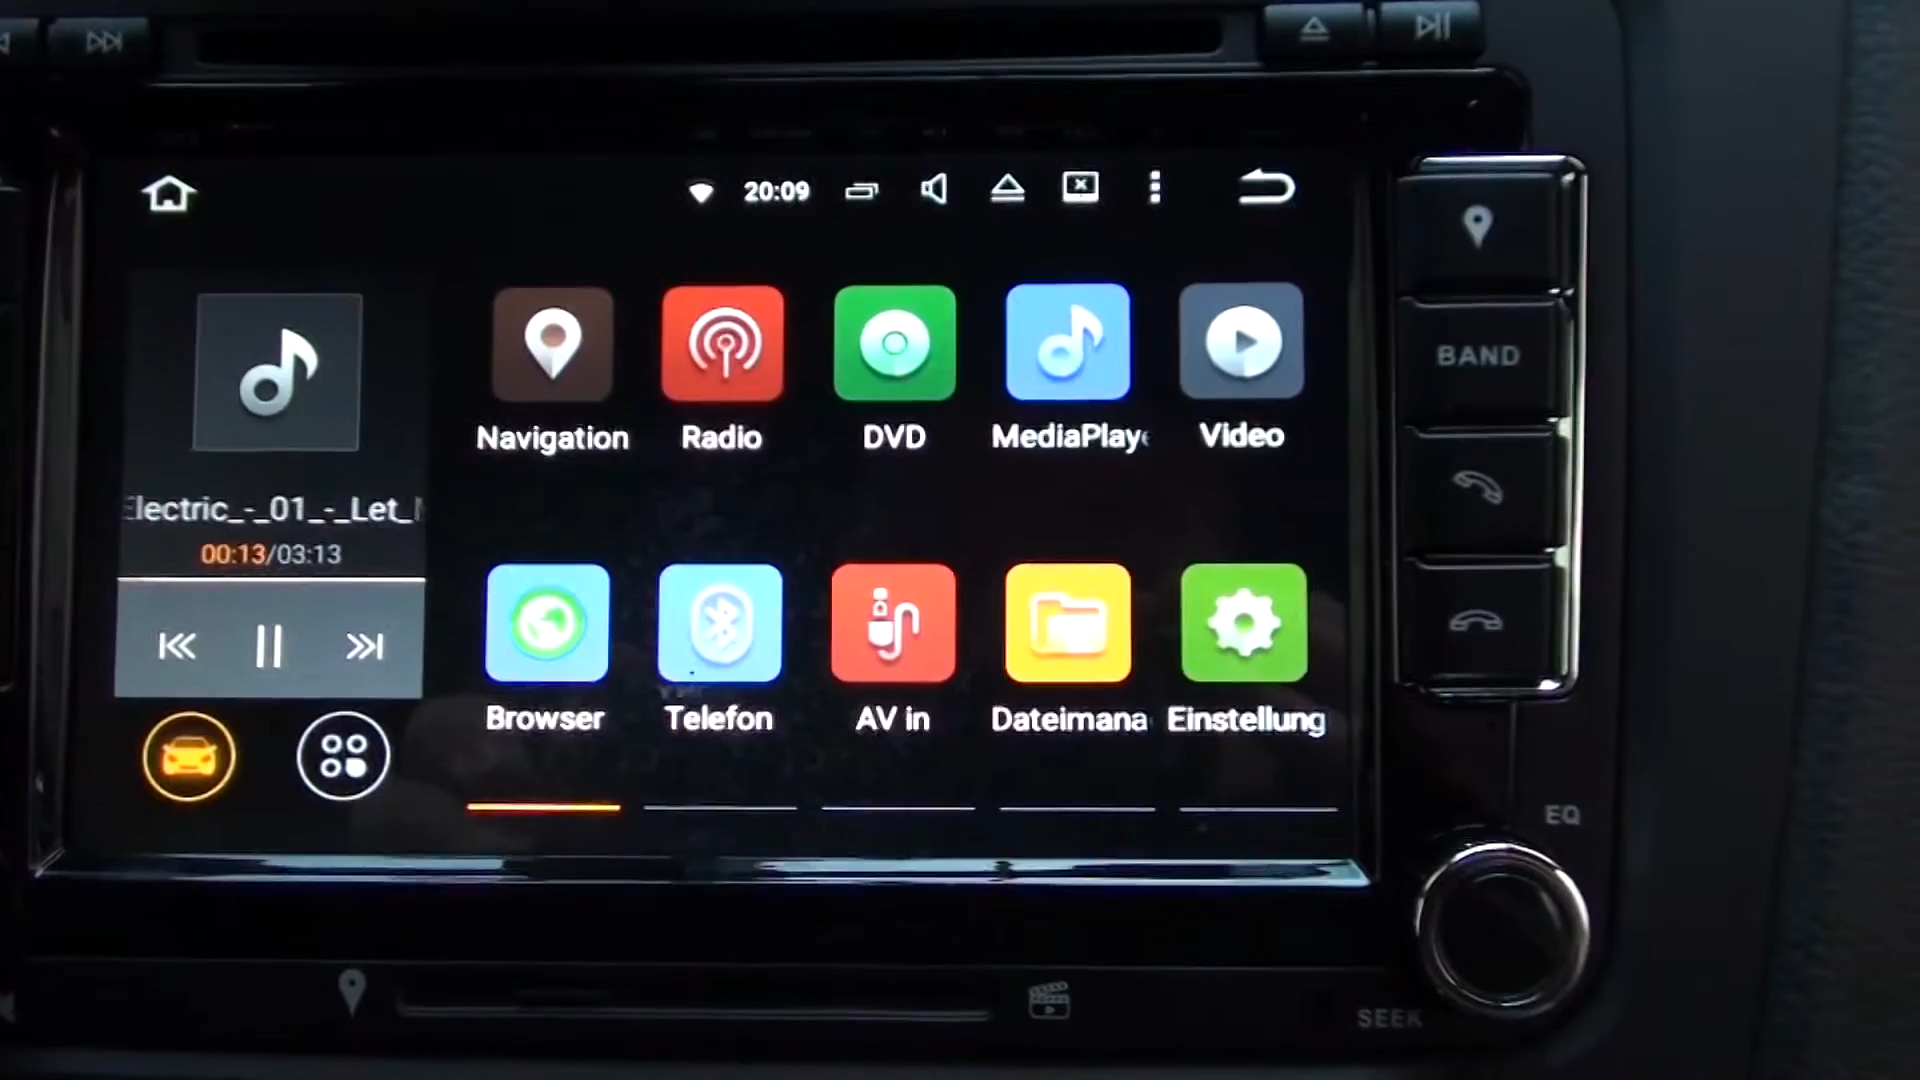 20:09
Navigation Radio DVD MediaPlaye Video
BAND
lectric_-_01_-_Let_
00:13/03:13
Browser Telefon AV in Dateimana Einstellung
EQ
SEEK